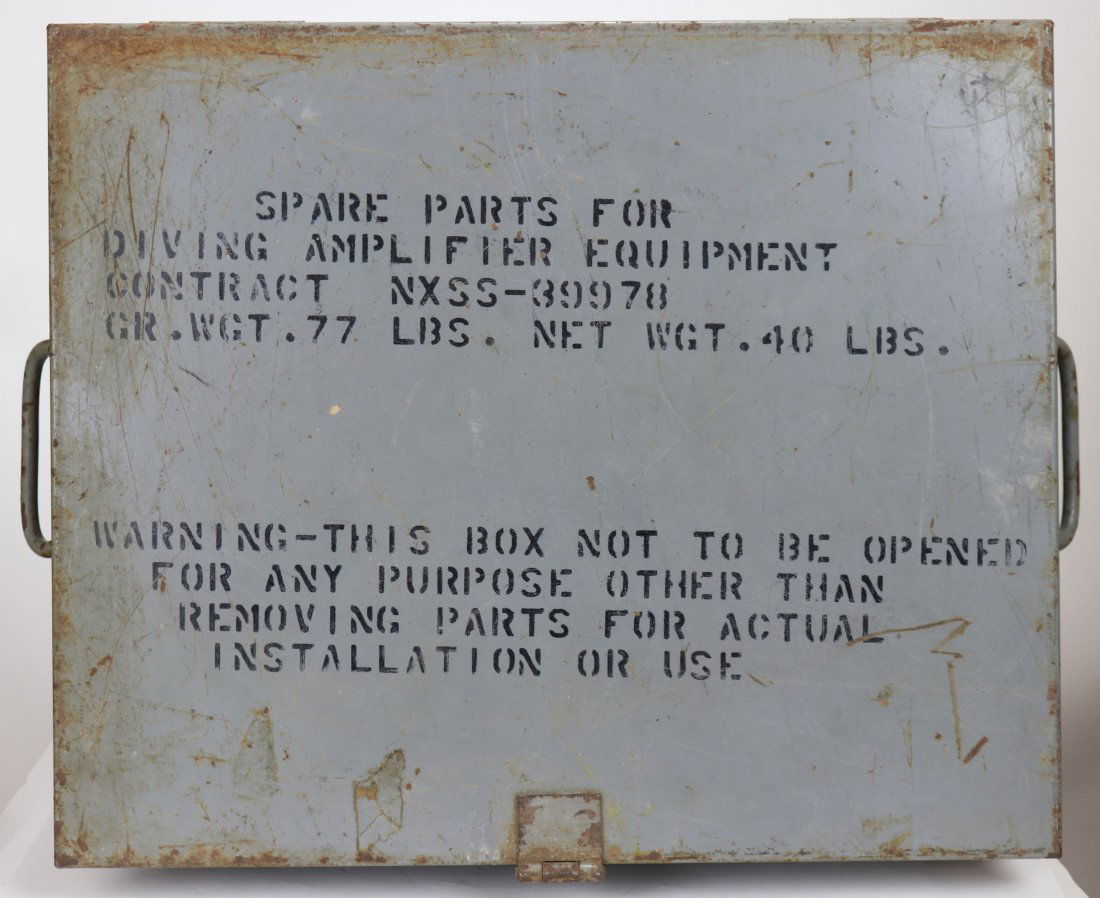 SPARE PARTS FOR
DIVING AMPLIFIER EQUIPMENT
CONTRACT NXSS-39978
GR.WGT.77 LBS. NET WGT.40 LBS.
WARNING-THIS BOX NOT TO BE OPENED
FOR ANY PURPOSE OTHER THAN
REMOVING PARTS FOR ACTUAL
INSTALLATION OR USE